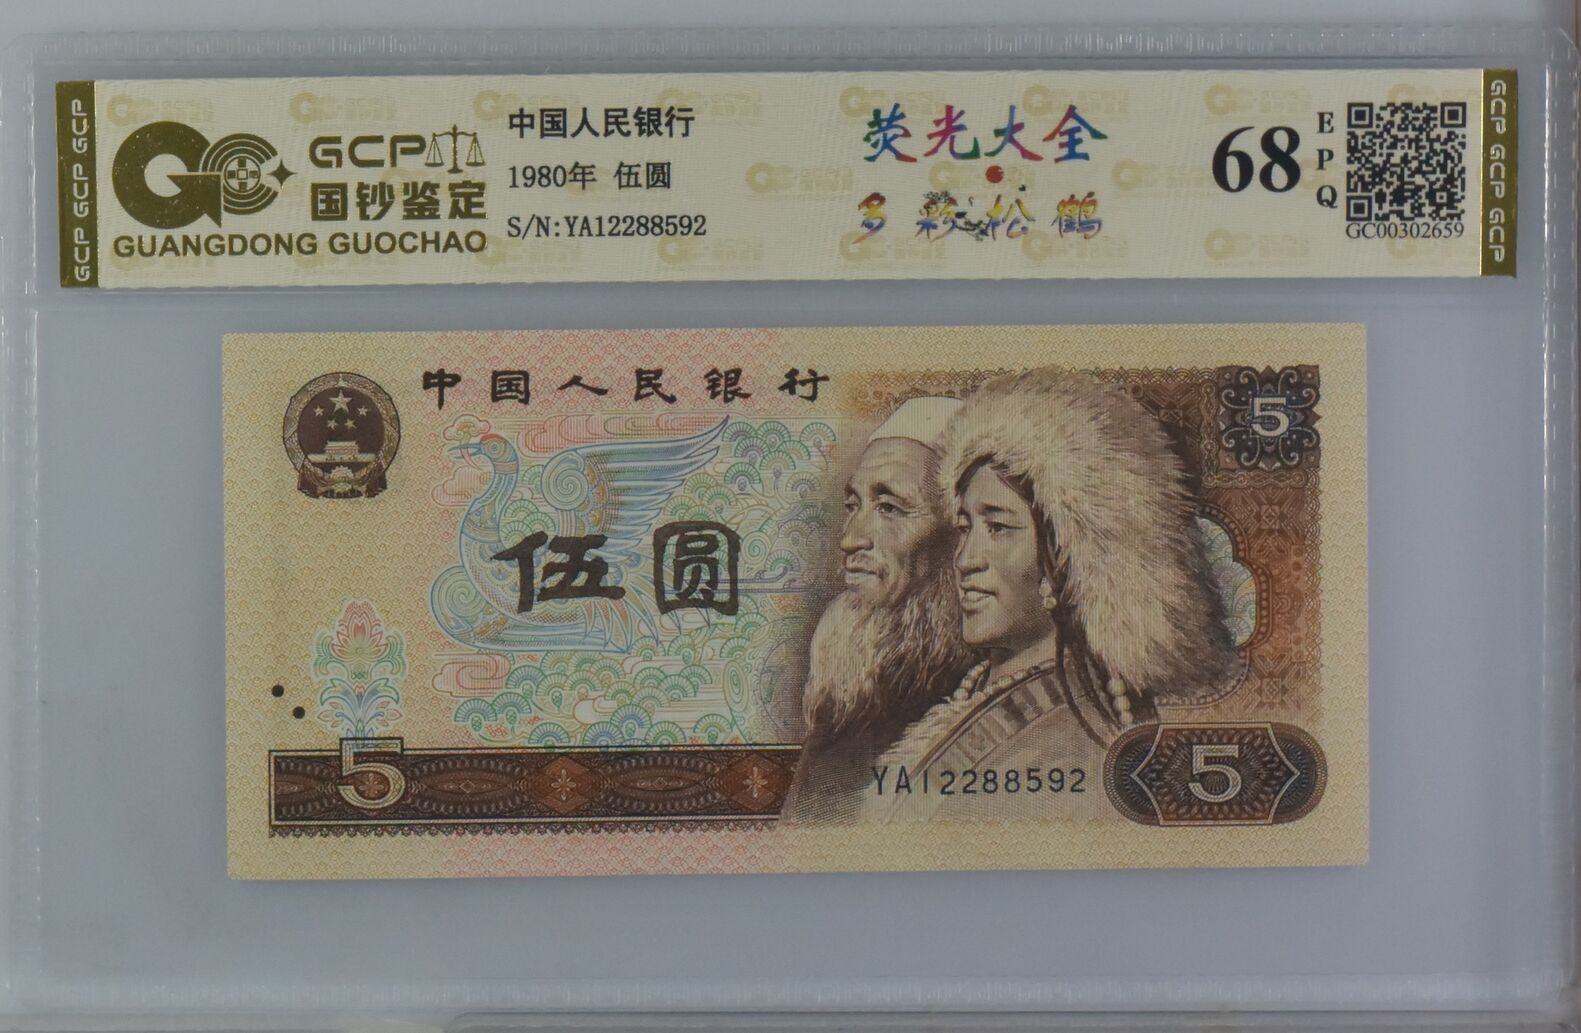 GCP GCP GCP
GCP
国钞鉴定
GUANGDONG GUOCHAO
中国人民银行
1980年 伍圆
S/N:YA12288592
荧光大全
多彩松鹤
68
EPQ
GC00302659
GCP GCP GCP
中国人民银行
5
伍圆
5
YA12288592
5